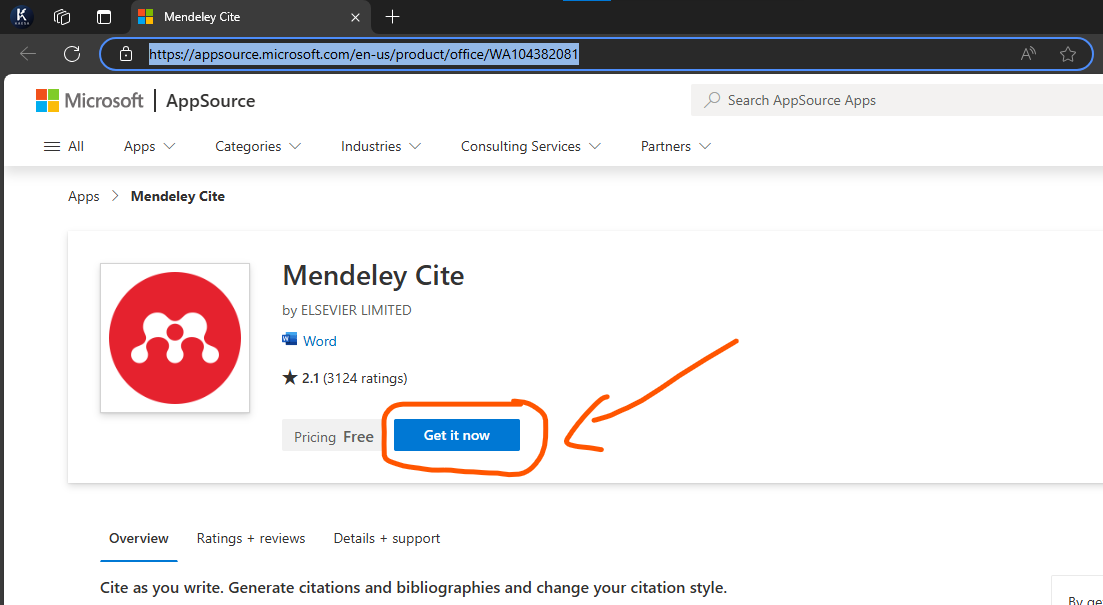 Mendeley Cite
https://appsource.microsoft.com/en-us/product/office/WA104382081
Microsoft | AppSource
Search AppSource Apps
All Apps Categories Industries Consulting Services Partners
Apps > Mendeley Cite
Mendeley Cite
by ELSEVIER LIMITED
Word
★ 2.1 (3124 ratings)
Pricing Free Get it now
Overview Ratings + reviews Details + support
Cite as you write. Generate citations and bibliographies and change your citation style.
By ge